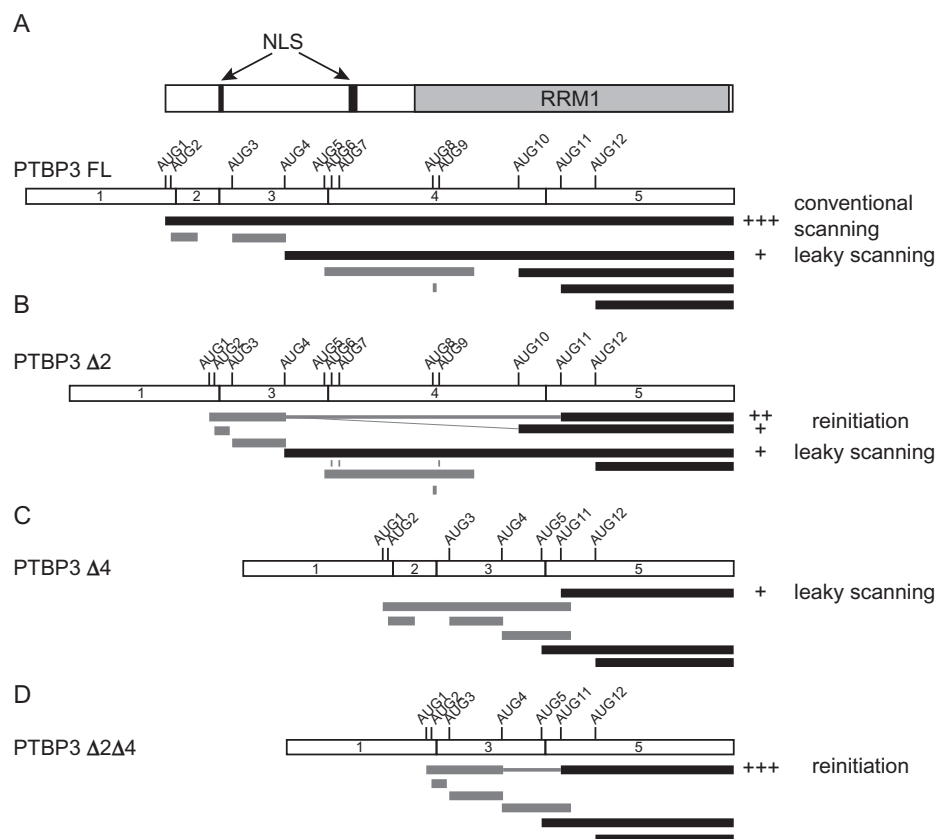 A
NLS
RRM1
AUG1 AUG2 AUG3 AUG4 AUG5 AUG6 AUG7 AUG8 AUG9 AUG10 AUG11 AUG12
PTBP3 FL
1 2 3 4 5
conventional
+++ scanning
+ leaky scanning
B
AUG1 AUG2 AUG3 AUG4 AUG5 AUG6 AUG7 AUG8 AUG9 AUG10 AUG11 AUG12
PTBP3 Δ2
1 3 4 5
++ reinitiation
+
+ leaky scanning
C
AUG1 AUG2 AUG3 AUG4 AUG5 AUG11 AUG12
PTBP3 Δ4
1 2 3 5
+ leaky scanning
D
AUG1 AUG2 AUG3 AUG4 AUG5 AUG11 AUG12
PTBP3 Δ2Δ4
1 3 5
+++ reinitiation